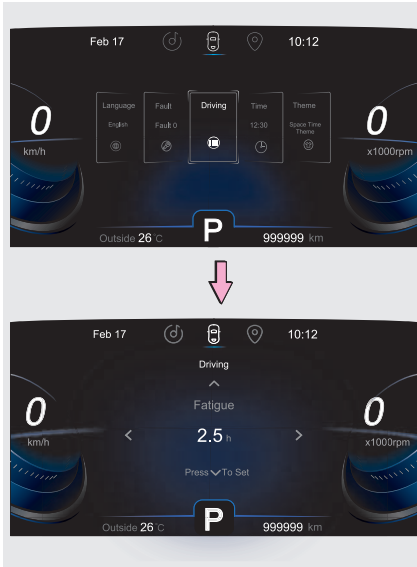 Feb 17 10:12
Language Fault Driving Time Theme
English Fault 0 12:30 Space Time
Theme
0 0
km/h x1000rpm
P
Outside 26°C 999999 km
Feb 17 10:12
Driving
Fatigue
0 2.5 h 0
km/h x1000rpm
Press To Set
P
Outside 26°C 999999 km